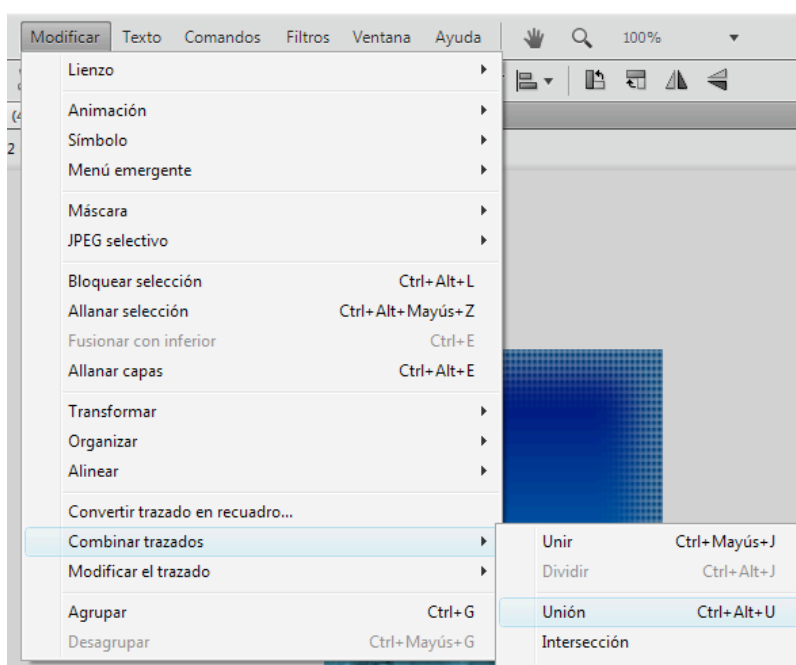 Modificar Texto Comandos Filtros Ventana Ayuda 100%
Lienzo
(4
Animación
2 Símbolo
Menú emergente
Máscara
JPEG selectivo
Bloquear selección Ctrl+Alt+L
Allanar selección Ctrl+Alt+Mayús+Z
Fusionar con inferior Ctrl+E
Allanar capas Ctrl+Alt+E
Transformar
Organizar
Alinear
Convertir trazado en recuadro...
Combinar trazados
Modificar el trazado
Agrupar Ctrl+G
Desagrupar Ctrl+Mayús+G
Unir Ctrl+Mayús+J
Dividir Ctrl+Alt+J
Unión Ctrl+Alt+U
Intersección